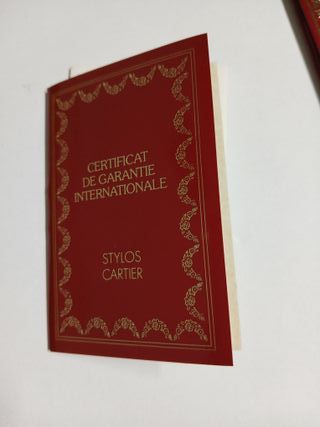 CERTIFICAT
DE GARANTIE
INTERNATIONALE
STYLOS
CARTIER